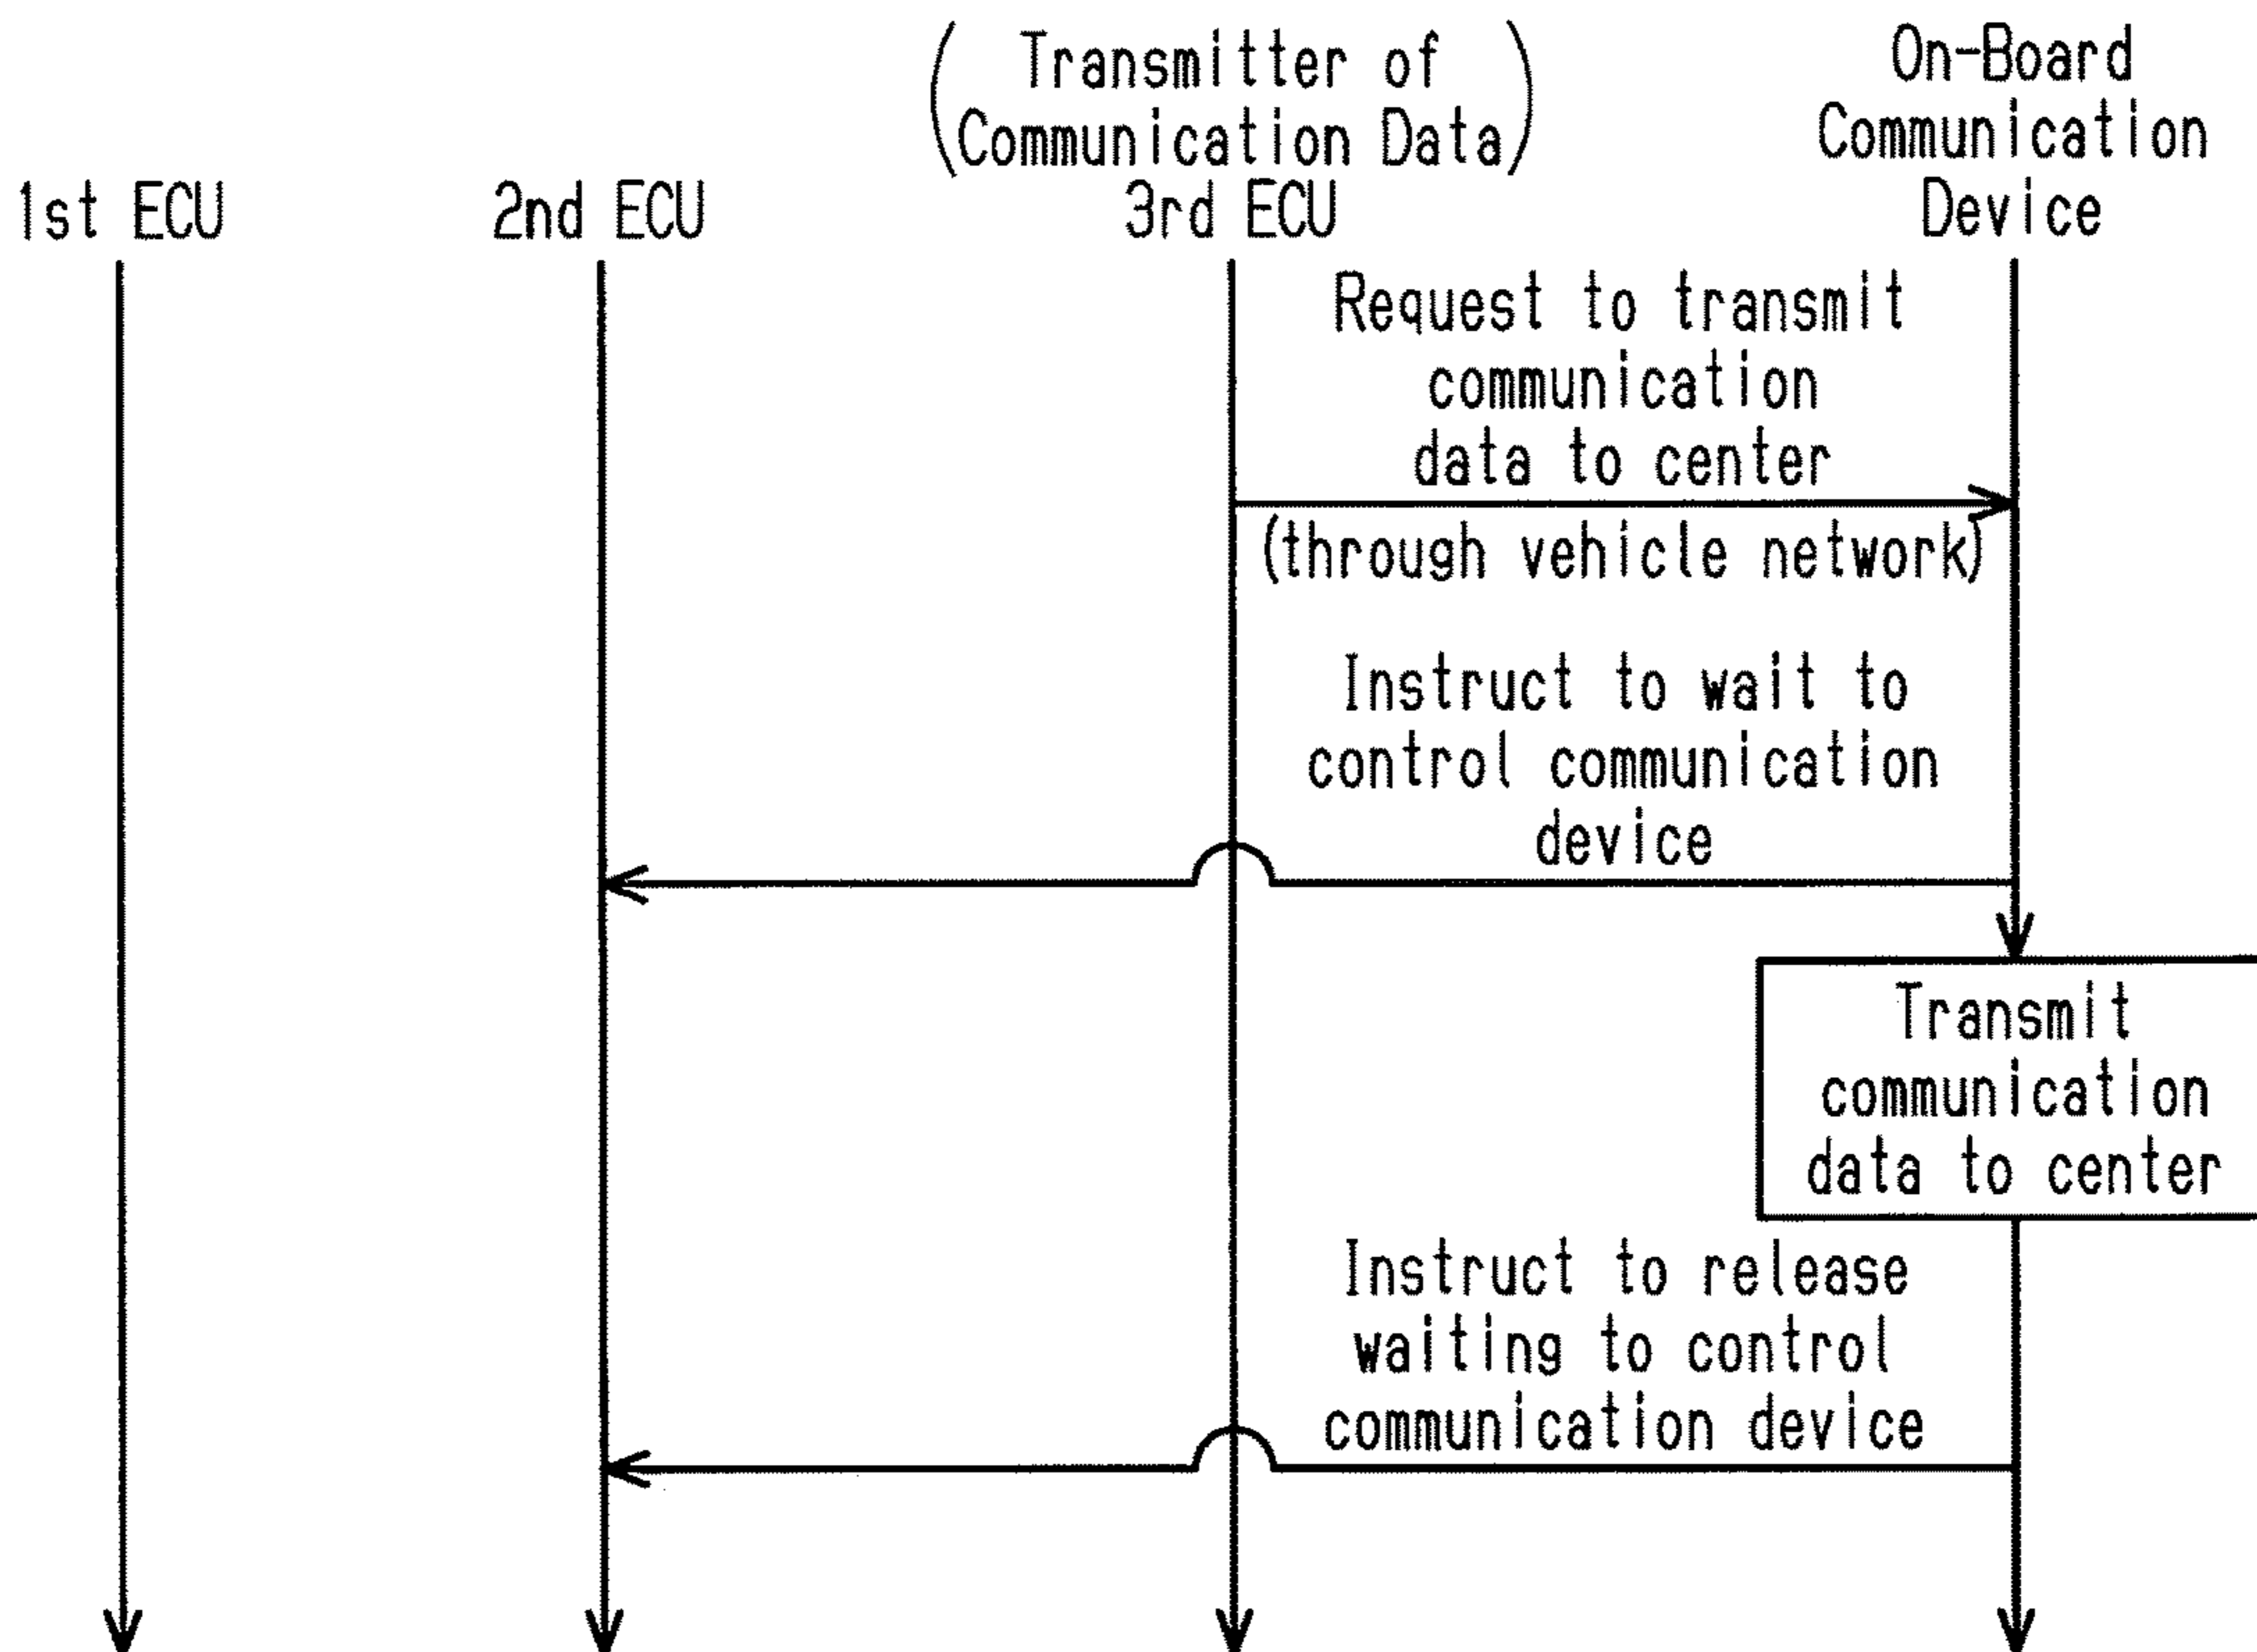 (Transmitter of
Communication Data)
On-Board
Communication
Device
1st ECU
2nd ECU
3rd ECU
Request to transmit
communication
data to center
(through vehicle network)
Instruct to wait to
control communication
device
Transmit
communication
data to center
Instruct to release
waiting to control
communication device